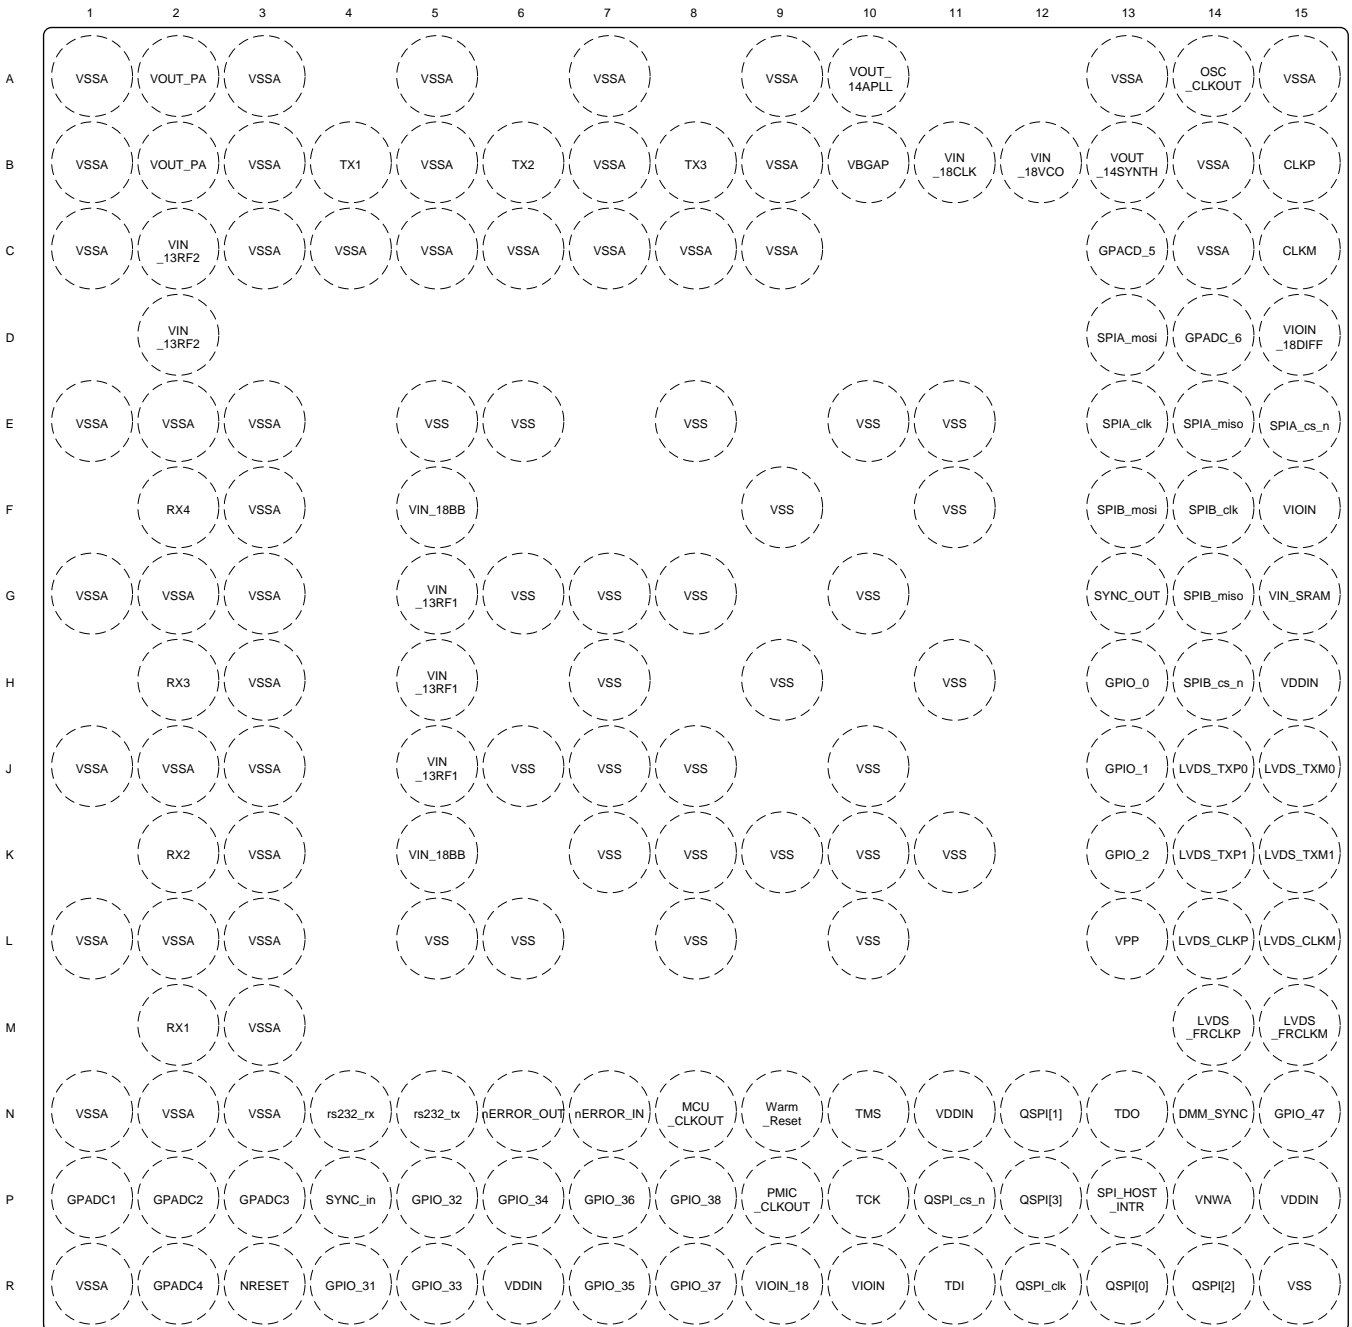 1 2 3 4 5 6 7 8 9 10 11 12 13 14 15
A VSSA VOUT_PA VSSA VSSA VSSA VSSA VOUT_ 14APLL VSSA OSC _CLKOUT VSSA
B VSSA VOUT_PA VSSA TX1 VSSA TX2 VSSA TX3 VSSA VBGAP VIN _18CLK VIN _18VCO VOUT _14SYNTH VSSA CLKP
C VSSA VIN _13RF2 VSSA VSSA VSSA VSSA VSSA VSSA VSSA GPACD_5 VSSA CLKM
D VIN _13RF2 SPIA_mosi GPADC_6 VIOIN _18DIFF
E VSSA VSSA VSSA VSS VSS VSS VSS VSS SPIA_clk SPIA_miso SPIA_cs_n
F RX4 VSSA VIN_18BB VSS VSS SPIB_mosi SPIB_clk VIOIN
G VSSA VSSA VSSA VIN _13RF1 VSS VSS VSS VSS SYNC_OUT SPIB_miso VIN_SRAM
H RX3 VSSA VIN _13RF1 VSS VSS VSS GPIO_0 SPIB_cs_n VDDIN
J VSSA VSSA VSSA VIN _13RF1 VSS VSS VSS VSS GPIO_1 LVDS_TXP0 LVDS_TXM0
K RX2 VSSA VIN_18BB VSS VSS VSS VSS VSS GPIO_2 LVDS_TXP1 LVDS_TXM1
L VSSA VSSA VSSA VSS VSS VSS VSS VPP LVDS_CLKP LVDS_CLKM
M RX1 VSSA LVDS _FRCLKP LVDS _FRCLKM
N VSSA VSSA VSSA rs232_rx rs232_tx nERROR_OUT nERROR_IN MCU _CLKOUT Warm _Reset TMS VDDIN QSPI[1] TDO DMM_SYNC GPIO_47
P GPADC1 GPADC2 GPADC3 SYNC_in GPIO_32 GPIO_34 GPIO_36 GPIO_38 PMIC _CLKOUT TCK QSPI_cs_n QSPI[3] SPI_HOST _INTR VNWA VDDIN
R VSSA GPADC4 NRESET GPIO_31 GPIO_33 VDDIN GPIO_35 GPIO_37 VIOIN_18 VIOIN TDI QSPI_clk QSPI[0] QSPI[2] VSS